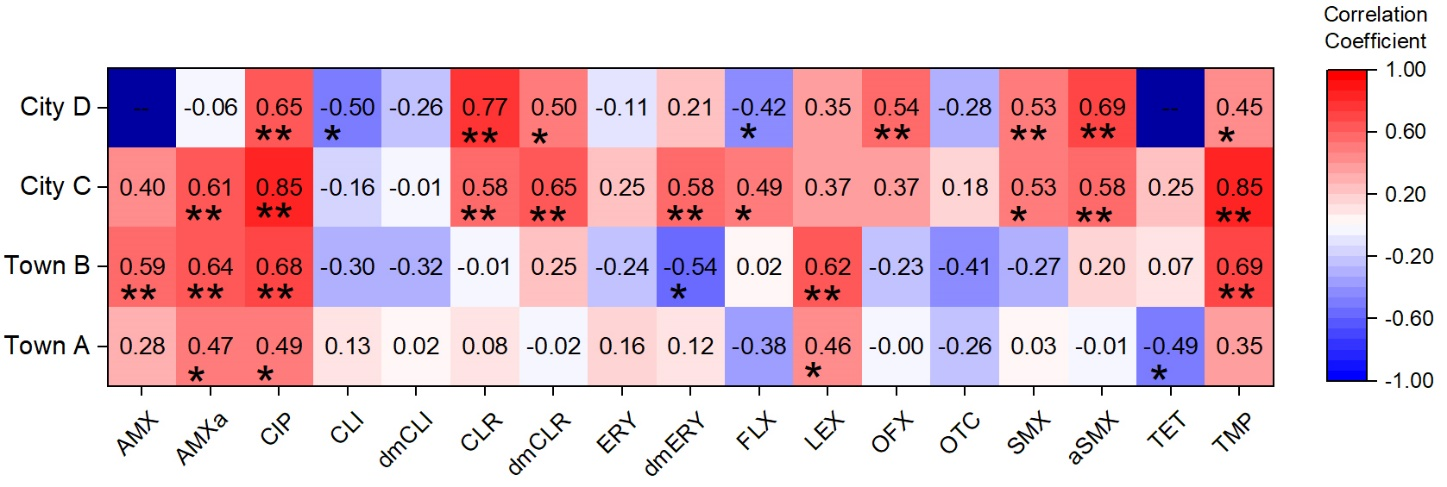 Correlation
Coefficient
1.00
0.60
0.20
-0.20
-0.60
-1.00
City D
-- -0.06 0.65 -0.50 -0.26 0.77 0.50 -0.11 0.21 -0.42 0.35 0.54 -0.28 0.53 0.69 -- 0.45
** * ** * * ** ** ** *
City C
0.40 0.61 0.85 -0.16 -0.01 0.58 0.65 0.25 0.58 0.49 0.37 0.37 0.18 0.53 0.58 0.25 0.85
** ** ** ** ** * * ** **
Town B
0.59 0.64 0.68 -0.30 -0.32 -0.01 0.25 -0.24 -0.54 0.02 0.62 -0.23 -0.41 -0.27 0.20 0.07 0.69
** ** ** * ** **
Town A
0.28 0.47 0.49 0.13 0.02 0.08 -0.02 0.16 0.12 -0.38 0.46 -0.00 -0.26 0.03 -0.01 -0.49 0.35
* * * *
AMX AMXa CIP CLI dmCLI CLR dmCLR ERY dmERY FLX LEX OFX OTC SMX aSMX TET TMP